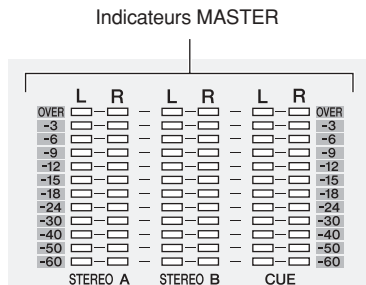 Indicateurs MASTER
L R L R L R
OVER OVER
-3 -3
-6 -6
-9 -9
-12 -12
-15 -15
-18 -18
-24 -24
-30 -30
-40 -40
-50 -50
-60 -60
STEREO A STEREO B CUE